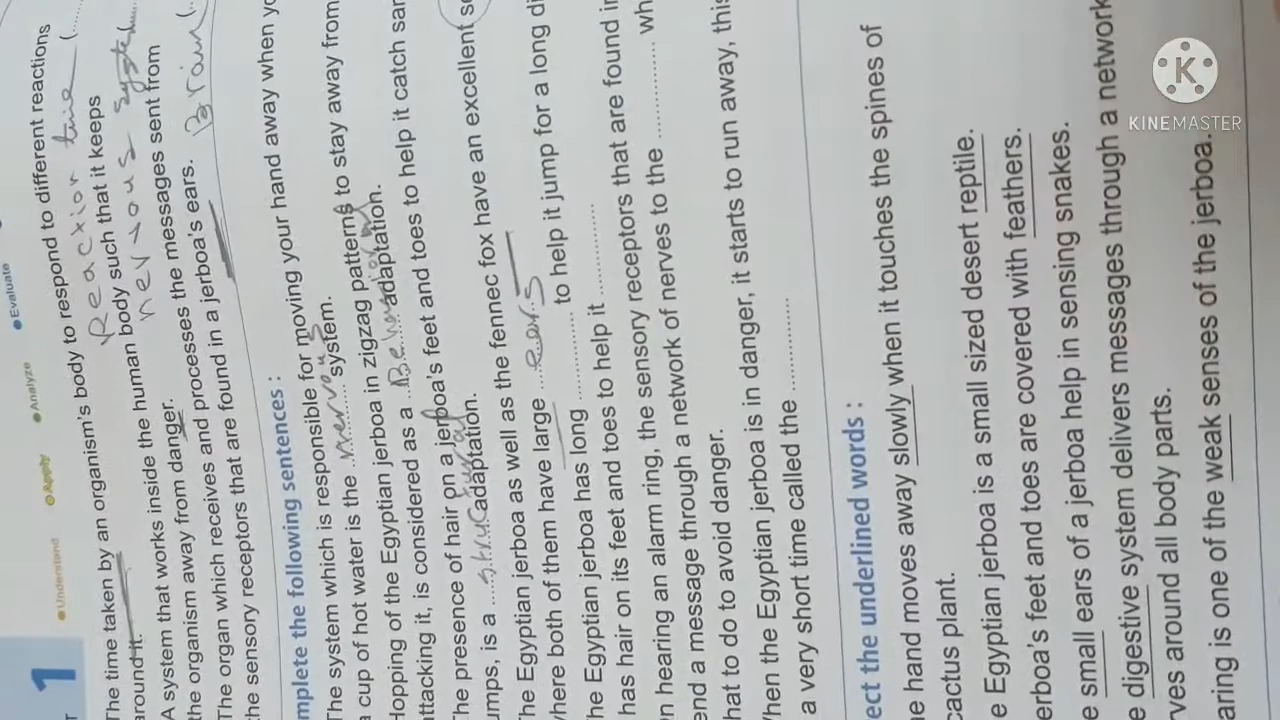 Understand Apply Analyze Evaluate
1
The time taken by an organism's body to respond to different reactions
around it.
reaction time (......
A system that works inside the human body such that it keeps
the organism away from danger.
nervous system (......
The organ which receives and processes the messages sent from
the sensory receptors that are found in a jerboa's ears.
Brain (...
mplete the following sentences :
The system which is responsible for moving your hand away when yo
a cup of hot water is the nervous system.
Hopping of the Egyptian jerboa in zigzag patterns to stay away from
attacking it, is considered as a adaptation.
The presence of hair on a jerboa's feet and toes to help it catch san
umps, is a adaptation.
The Egyptian jerboa as well as the fennec fox have an excellent se
where both of them have large ears
he Egyptian jerboa has long ............ to help it jump for a long di
has hair on its feet and toes to help it ............
n hearing an alarm ring, the sensory receptors that are found in
end a message through a network of nerves to the ............ wh
hat to do to avoid danger.
When the Egyptian jerboa is in danger, it starts to run away, this
a very short time called the ............
ect the underlined words :
e hand moves away slowly when it touches the spines of
cactus plant.
e Egyptian jerboa is a small sized desert reptile.
erboa's feet and toes are covered with feathers.
e small ears of a jerboa help in sensing snakes.
e digestive system delivers messages through a network
ves around all body parts.
aring is one of the weak senses of the jerboa.
K
KINEMASTER